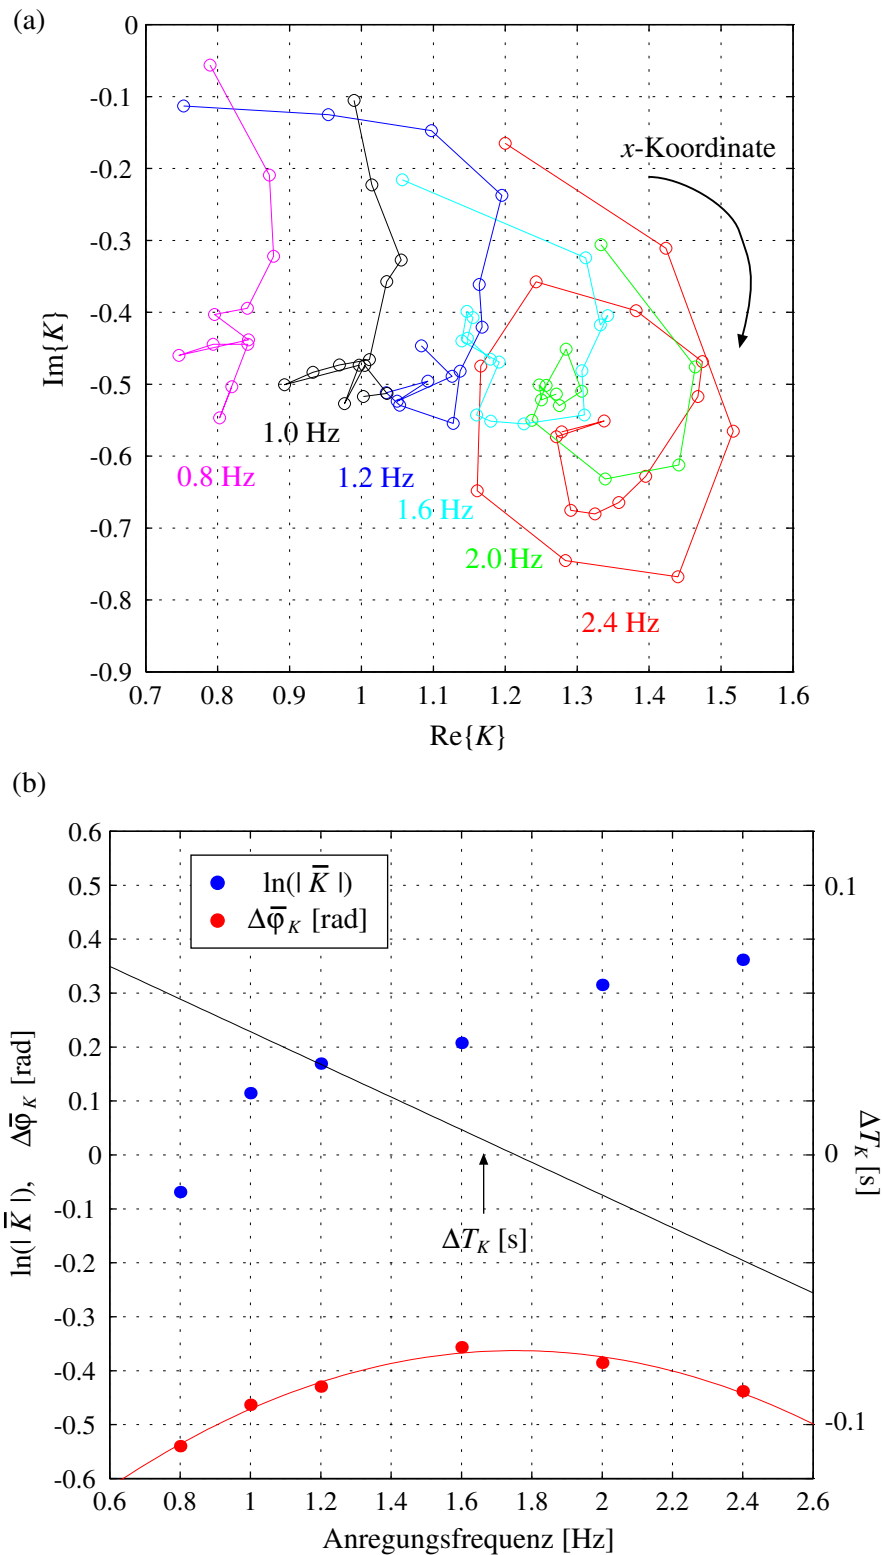 (a)
0
-0.1
-0.2
-0.3
-0.4
-0.5
-0.6
-0.7
-0.8
-0.9
Im{K}
x-Koordinate
0.8 Hz
1.0 Hz
1.2 Hz
1.6 Hz
2.0 Hz
2.4 Hz
0.7 0.8 0.9 1 1.1 1.2 1.3 1.4 1.5 1.6
Re{K}
(b)
0.6
0.5
0.4
0.3
0.2
0.1
0
-0.1
-0.2
-0.3
-0.4
-0.5
-0.6
ln(| K̅ |), Δφ̅_K [rad]
ln(| K̅ |)
Δφ̅_K [rad]
ΔT_K [s]
0.1
0
-0.1
ΔT_K [s]
0.6 0.8 1 1.2 1.4 1.6 1.8 2 2.2 2.4 2.6
Anregungsfrequenz [Hz]